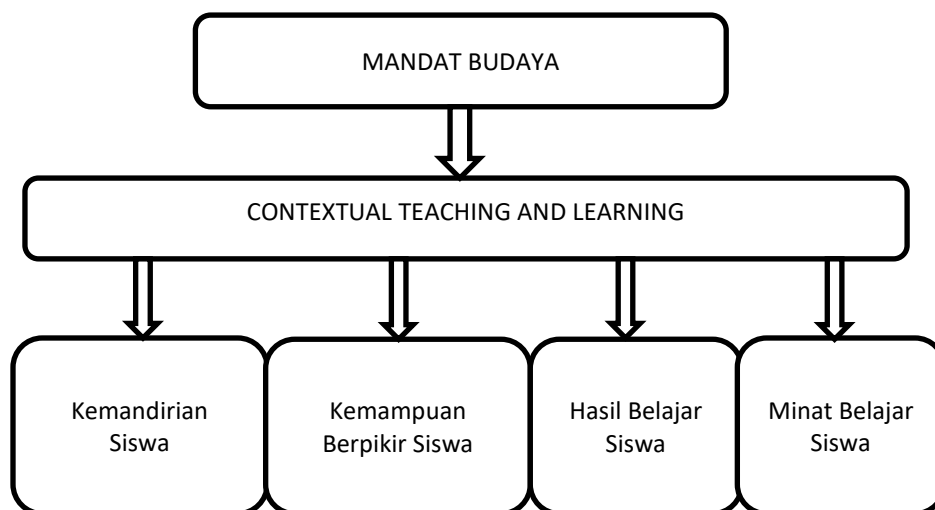 MANDAT BUDAYA
CONTEXTUAL TEACHING AND LEARNING
Kemandirian
Siswa
Kemampuan
Berpikir Siswa
Hasil Belajar
Siswa
Minat Belajar
Siswa